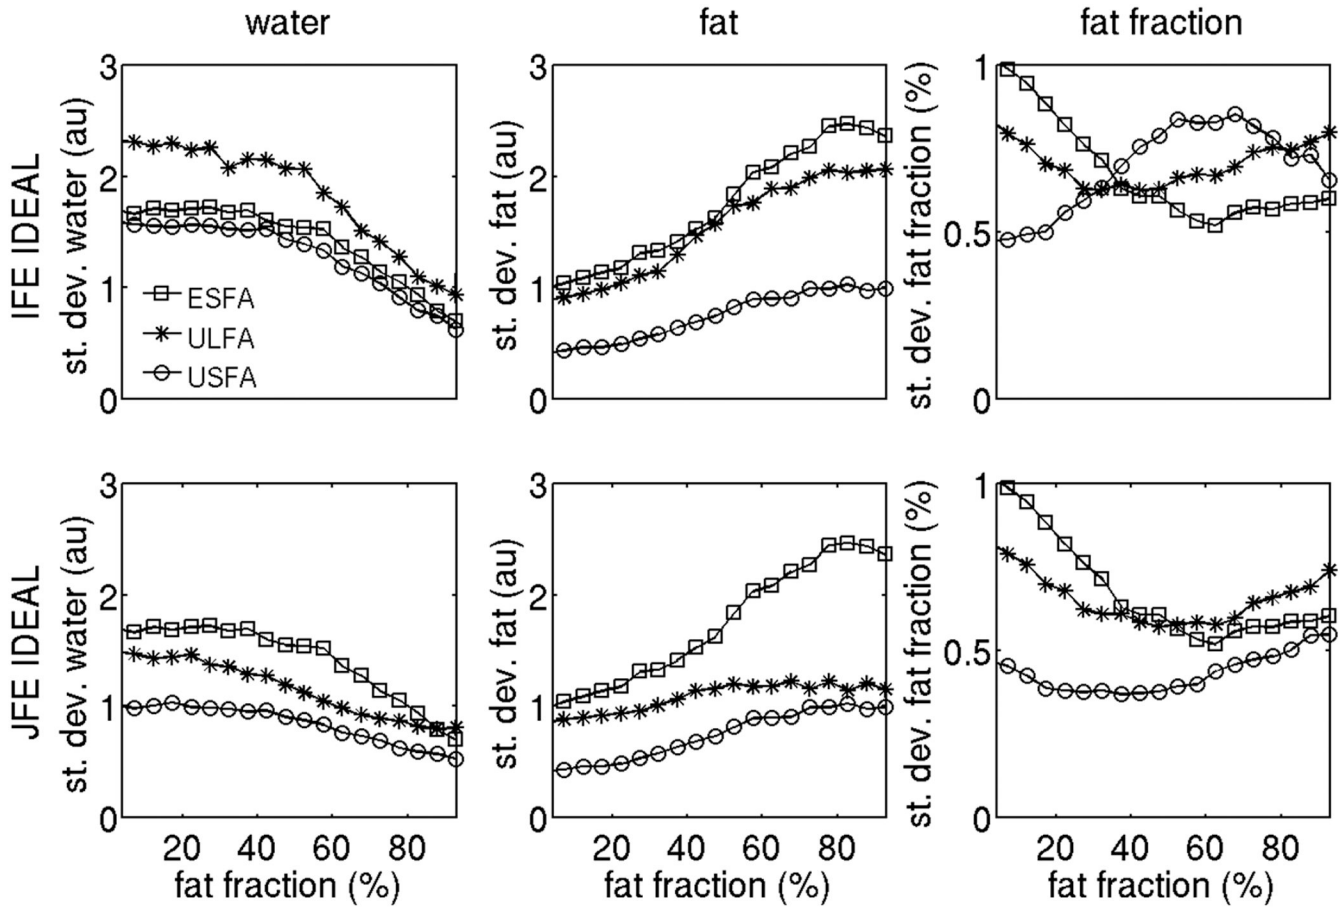 water
fat
fat fraction
IFE IDEAL
st. dev. water (au)
3
2
1
0
ESFA
ULFA
USFA
st. dev. fat (au)
3
2
1
0
st. dev. fat fraction (%)
1
0.5
0
JFE IDEAL
st. dev. water (au)
3
2
1
0
20 40 60 80
fat fraction (%)
st. dev. fat (au)
3
2
1
0
20 40 60 80
fat fraction (%)
st. dev. fat fraction (%)
1
0.5
0
20 40 60 80
fat fraction (%)